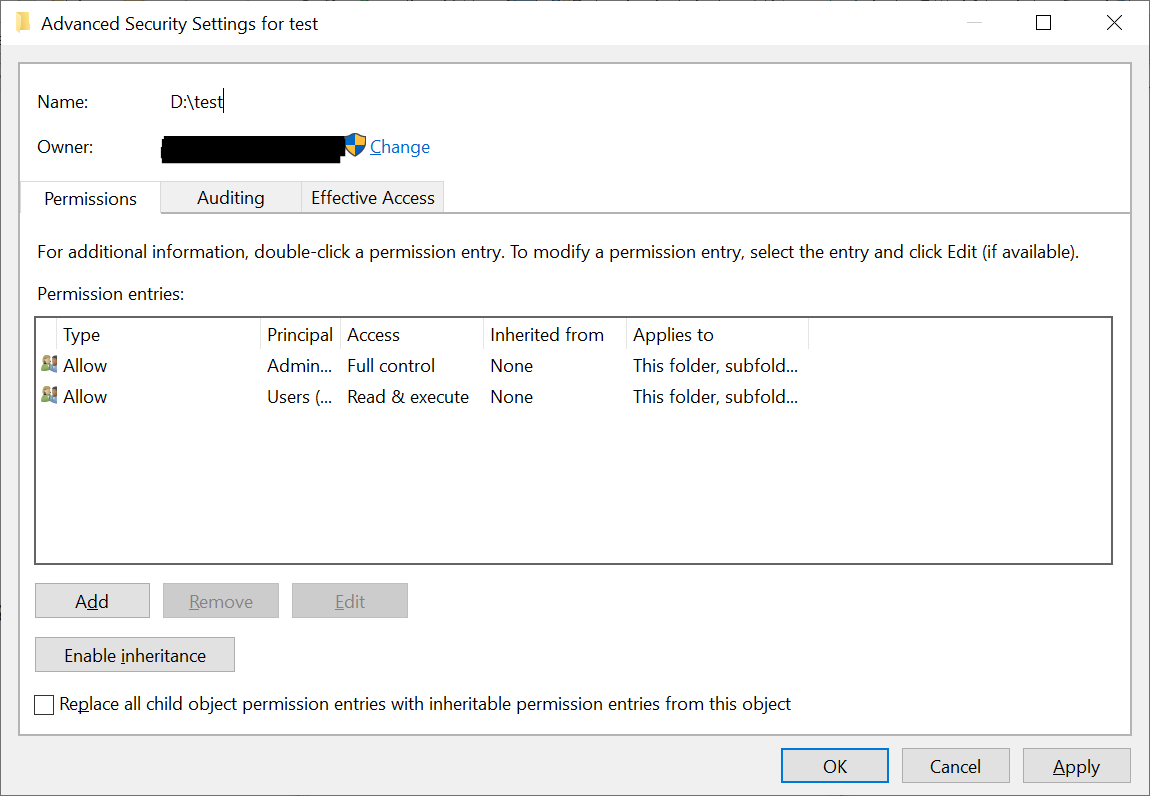 Advanced Security Settings for test
Name: D:\test
Owner: Change
Permissions Auditing Effective Access
For additional information, double-click a permission entry. To modify a permission entry, select the entry and click Edit (if available).
Permission entries:
Type Principal Access Inherited from Applies to
Allow Admin... Full control None This folder, subfold...
Allow Users (... Read & execute None This folder, subfold...
Add Remove Edit
Enable inheritance
Replace all child object permission entries with inheritable permission entries from this object
OK Cancel Apply